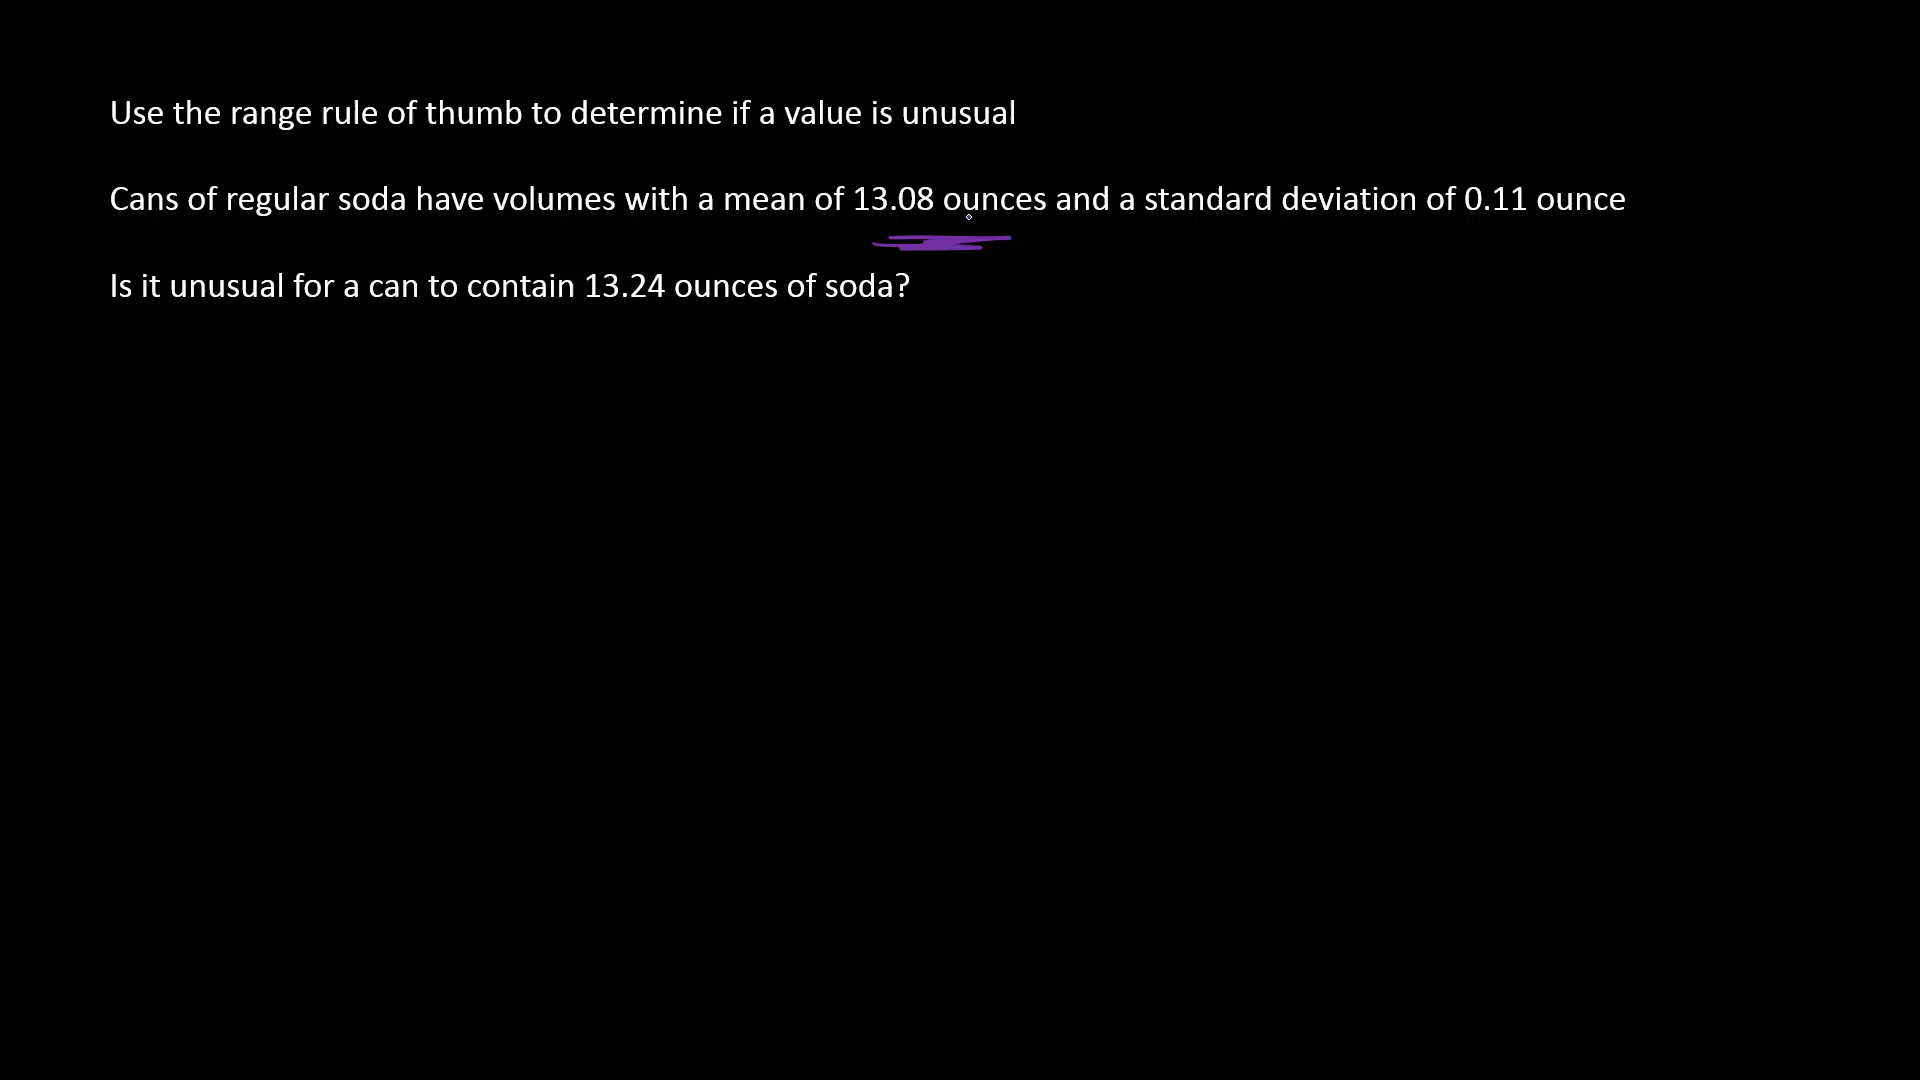 Use the range rule of thumb to determine if a value is unusual
Cans of regular soda have volumes with a mean of 13.08 ounces and a standard deviation of 0.11 ounce
Is it unusual for a can to contain 13.24 ounces of soda?